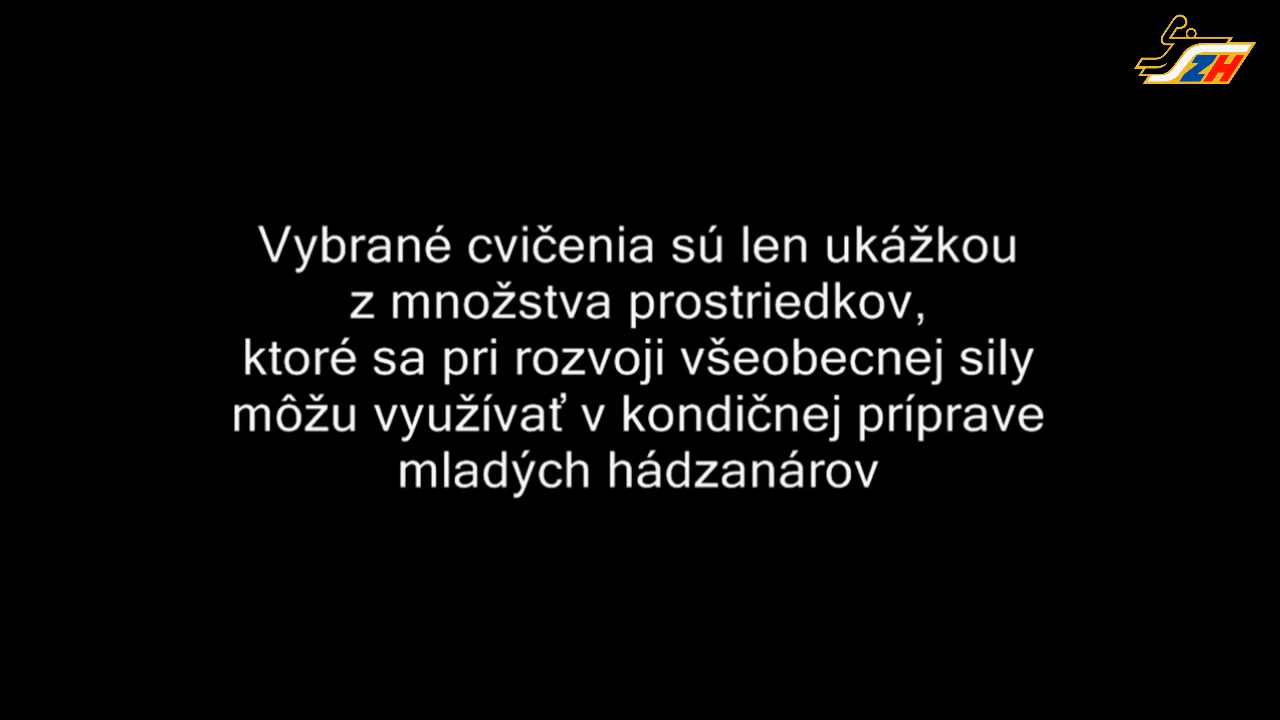 SZH
Vybrané cvičenia sú len ukážkou
z množstva prostriedkov,
ktoré sa pri rozvoji všeobecnej sily
môžu využívať v kondičnej príprave
mladých hádzanárov